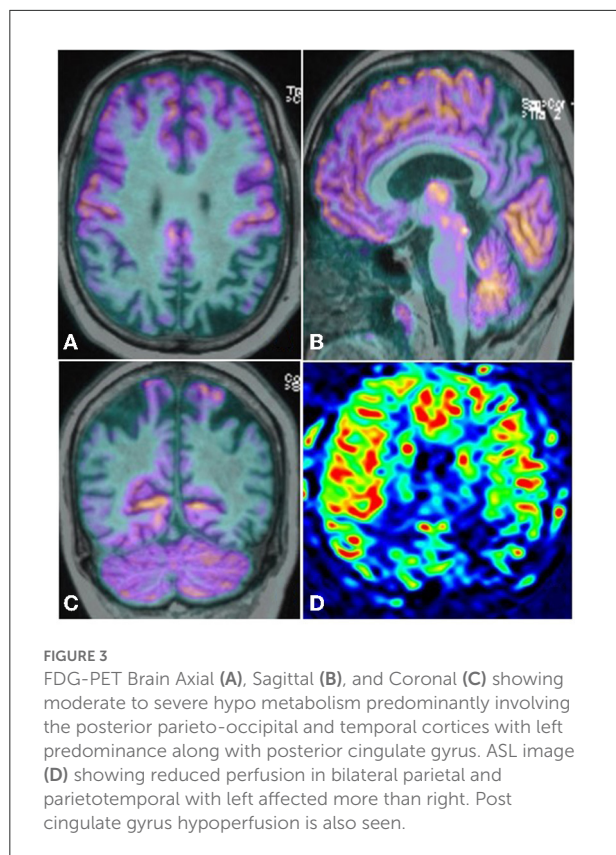 A
B
C
D
FIGURE 3
FDG-PET Brain Axial (A), Sagittal (B), and Coronal (C) showing
moderate to severe hypo metabolism predominantly involving
the posterior parieto-occipital and temporal cortices with left
predominance along with posterior cingulate gyrus. ASL image
(D) showing reduced perfusion in bilateral parietal and
parietotemporal with left affected more than right. Post
cingulate gyrus hypoperfusion is also seen.